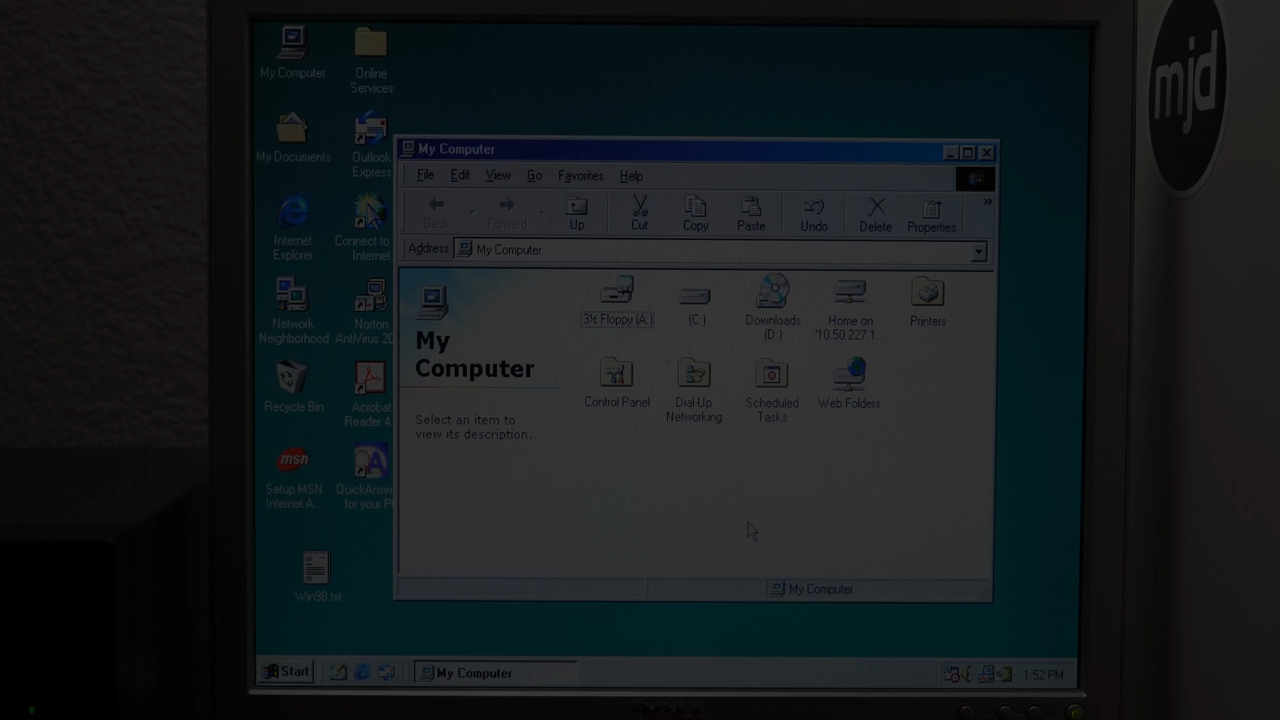 My Computer
Online
Services
My Documents
Outlook
Express
Internet
Explorer
Connect to
Internet
Network
Neighborhood
Norton
AntiVirus 20
Recycle Bin
Acrobat
Reader 4.
Setup MSN
Internet A...
QuickAnsw
for your P
Win98.txt
My Computer
File Edit View Go Favorites Help
Back Forward Up Cut Copy Paste Undo Delete Properties
Address My Computer
My
Computer
Select an item to
view its description.
3½ Floppy (A:)
(C:)
Downloads
(D:)
Home on
'10.50.227.1...
Printers
Control Panel
Dial-Up
Networking
Scheduled
Tasks
Web Folders
My Computer
Start My Computer 1:52 PM
msn
mjd
DELL